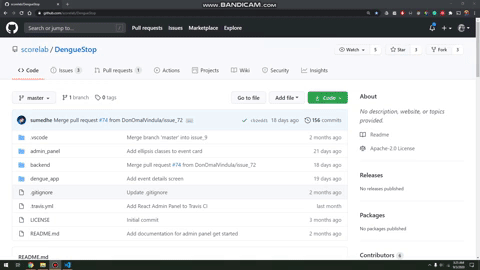 www.BANDICAM.com
scorelab/DengueStop
github.com/scorelab/DengueStop
Search or jump to...
Pull requests Issues Marketplace Explore
scorelab / DengueStop
Watch 5 Star 3 Fork 3
Code Issues 3 Pull requests 1 Actions Projects Wiki Security Insights
master 1 branch 0 tags Go to file Add file Code
About
No description, website, or topics
provided.
Readme
Apache-2.0 License
sumedhe Merge pull request #74 from DonOmalVindula/issue_72 18 days ago 156 commits
.vscode Merge branch 'master' into issue_9 2 months ago
admin_panel Add ellipsis classes to event card 21 days ago
backend Merge pull request #74 from DonOmalVindula/issue_72 18 days ago
dengue_app Add event details screen 19 days ago
.gitignore Update .gitignore 2 months ago
.travis.yml Add React Admin Panel to Travis CI last month
LICENSE Initial commit 3 months ago
README.md Add documentation for admin panel get started 2 months ago
Releases
No releases published
Packages
No packages published
Contributors 6
README.md